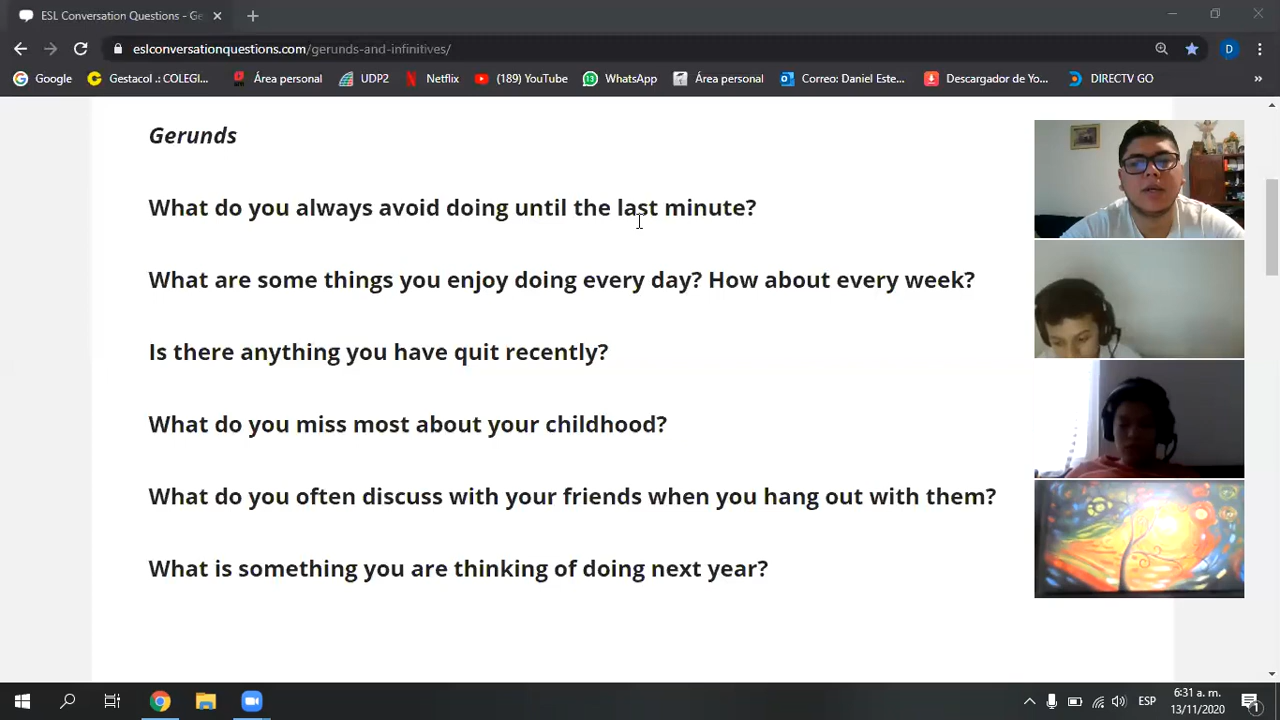 ESL Conversation Questions - Ge
eslconversationquestions.com/gerunds-and-infinitives/
D
Google
Gestacol .: COLEGI...
Área personal
UDP2
Netflix
(189) YouTube
13
WhatsApp
Área personal
Correo: Daniel Este...
Descargador de Yo...
DIRECTV GO
»
Gerunds
What do you always avoid doing until the last minute?
What are some things you enjoy doing every day? How about every week?
Is there anything you have quit recently?
What do you miss most about your childhood?
What do you often discuss with your friends when you hang out with them?
What is something you are thinking of doing next year?
ESP
6:31 a. m.
13/11/2020
1